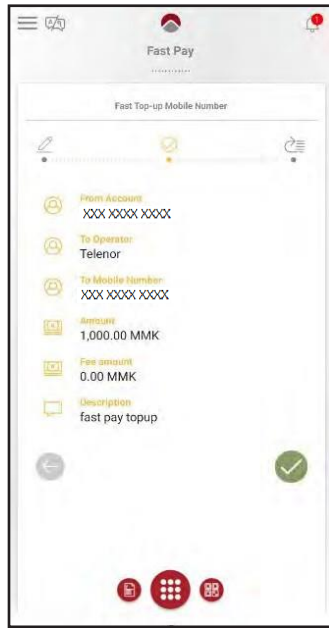 Fast Pay
Fast Top-up Mobile Number
From Account
XXX XXXX XXXX
To Operator
Telenor
To Mobile Number
XXX XXXX XXXX
Amount
1,000.00 MMK
Fee amount
0.00 MMK
Description
fast pay topup